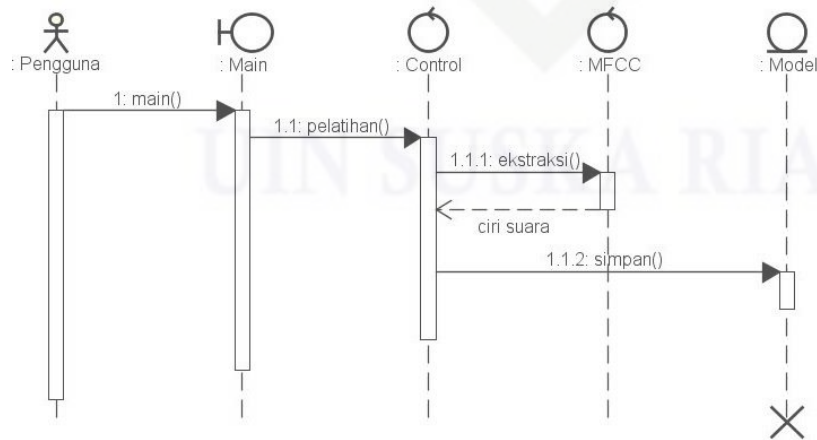 : Pengguna
: Main
: Control
: MFCC
: Model
1: main()
1.1: pelatihan()
1.1.1: ekstraksi()
ciri suara
1.1.2: simpan()
UIN SUSKA RIA